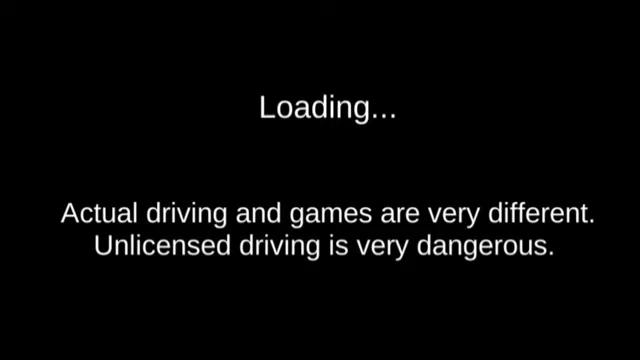 Loading...
Actual driving and games are very different.
Unlicensed driving is very dangerous.